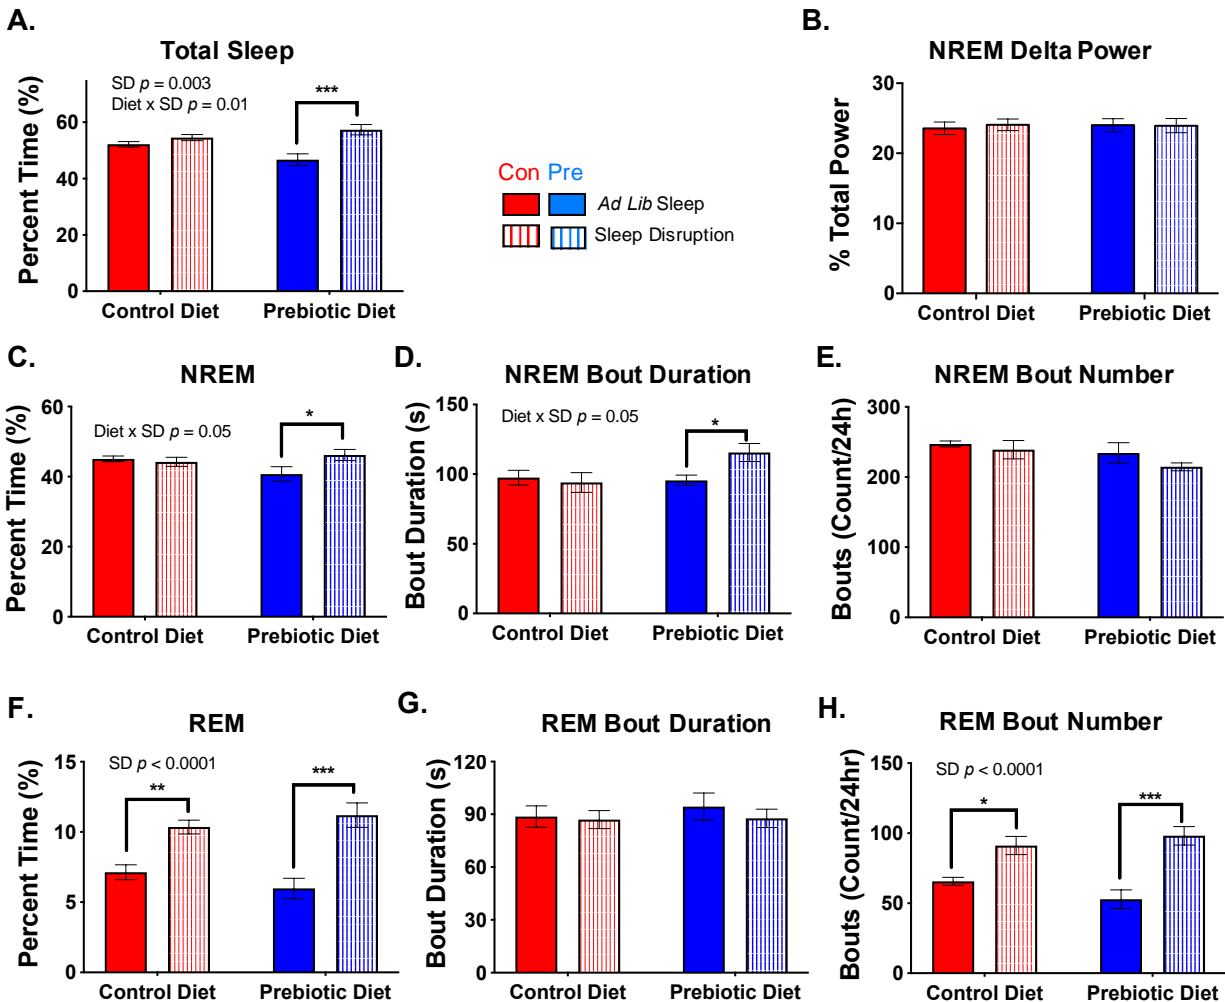 A.
Total Sleep
SD p = 0.003
Diet x SD p = 0.01
***
Percent Time (%)
60
40
20
0
Control Diet Prebiotic Diet
Con Pre
Ad Lib Sleep
Sleep Disruption
B.
NREM Delta Power
% Total Power
30
20
10
0
Control Diet Prebiotic Diet
C.
NREM
Diet x SD p = 0.05
*
Percent Time (%)
60
40
20
0
Control Diet Prebiotic Diet
D.
NREM Bout Duration
Diet x SD p = 0.05
*
Bout Duration (s)
150
100
50
0
Control Diet Prebiotic Diet
E.
NREM Bout Number
Bouts (Count/24h)
300
200
100
0
Control Diet Prebiotic Diet
F.
REM
SD p < 0.0001
** ***
Percent Time (%)
15
10
5
0
Control Diet Prebiotic Diet
G.
REM Bout Duration
Bout Duration (s)
120
90
60
30
0
Control Diet Prebiotic Diet
H.
REM Bout Number
SD p < 0.0001
* ***
Bouts (Count/24hr)
150
100
50
0
Control Diet Prebiotic Diet